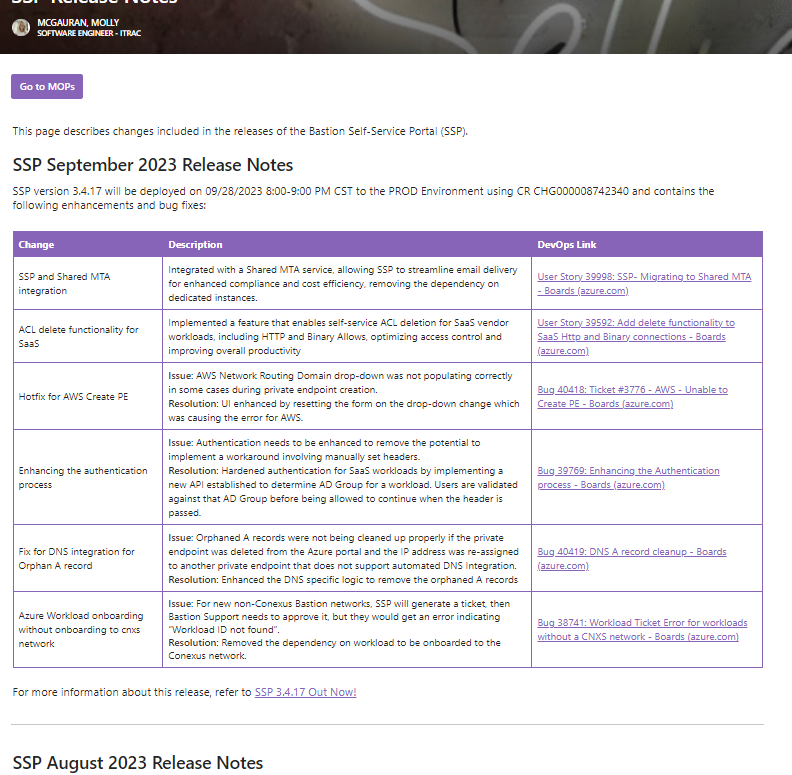 SSP Release Notes
MCGAURAN, MOLLY
SOFTWARE ENGINEER - ITRAC
Go to MOPs
This page describes changes included in the releases of the Bastion Self-Service Portal (SSP).
SSP September 2023 Release Notes
SSP version 3.4.17 will be deployed on 09/28/2023 8:00-9:00 PM CST to the PROD Environment using CR CHG000008742340 and contains the
following enhancements and bug fixes:
Change Description DevOps Link
SSP and Shared MTA
integration
Integrated with a Shared MTA service, allowing SSP to streamline email delivery
for enhanced compliance and cost efficiency, removing the dependency on
dedicated instances.
User Story 39998: SSP- Migrating to Shared MTA
- Boards (azure.com)
ACL delete functionality for
SaaS
Implemented a feature that enables self-service ACL deletion for SaaS vendor
workloads, including HTTP and Binary Allows, optimizing access control and
improving overall productivity
User Story 39592: Add delete functionality to
SaaS Http and Binary connections - Boards
(azure.com)
Hotfix for AWS Create PE
Issue: AWS Network Routing Domain drop-down was not populating correctly
in some cases during private endpoint creation.
Resolution: UI enhanced by resetting the form on the drop-down change which
was causing the error for AWS.
Bug 40418: Ticket #3776 - AWS - Unable to
Create PE - Boards (azure.com)
Enhancing the authentication
process
Issue: Authentication needs to be enhanced to remove the potential to
implement a workaround involving manually set headers.
Resolution: Hardened authentication for SaaS workloads by implementing a
new API established to determine AD Group for a workload. Users are validated
against that AD Group before being allowed to continue when the header is
passed.
Bug 39769: Enhancing the Authentication
process - Boards (azure.com)
Fix for DNS integration for
Orphan A record
Issue: Orphaned A records were not being cleaned up properly if the private
endpoint was deleted from the Azure portal and the IP address was re-assigned
to another private endpoint that does not support automated DNS Integration.
Resolution: Enhanced the DNS specific logic to remove the orphaned A records
Bug 40419: DNS A record cleanup - Boards
(azure.com)
Azure Workload onboarding
without onboarding to cnxs
network
Issue: For new non-Conexus Bastion networks, SSP will generate a ticket, then
Bastion Support needs to approve it, but they would get an error indicating
"Workload ID not found".
Resolution: Removed the dependency on workload to be onboarded to the
Conexus network.
Bug 38741: Workload Ticket Error for workloads
without a CNXS network - Boards (azure.com)
For more information about this release, refer to SSP 3.4.17 Out Now!
SSP August 2023 Release Notes